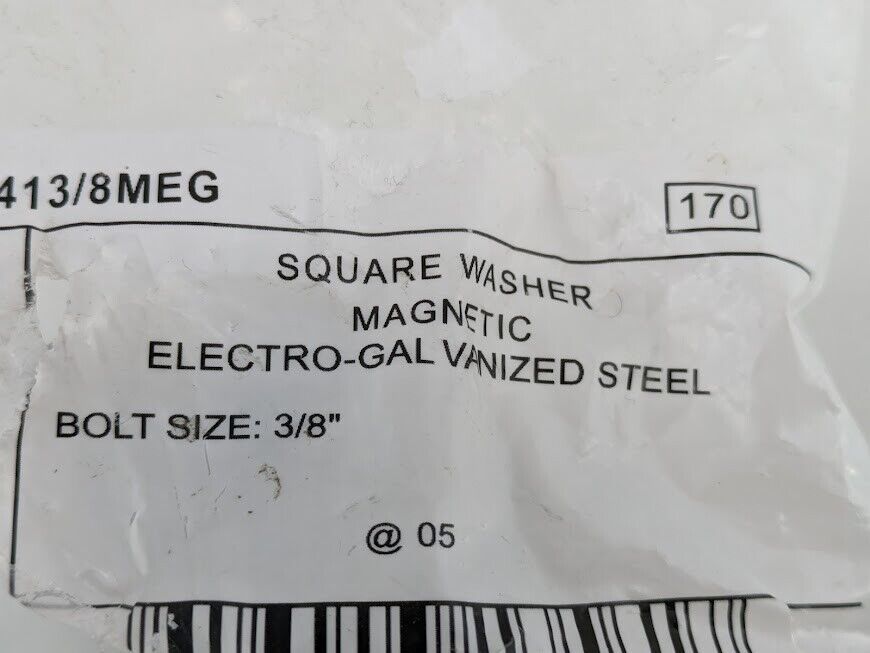 413/8MEG
170
SQUARE WASHER
MAGNETIC
ELECTRO-GALVANIZED STEEL
BOLT SIZE: 3/8"
@ 05